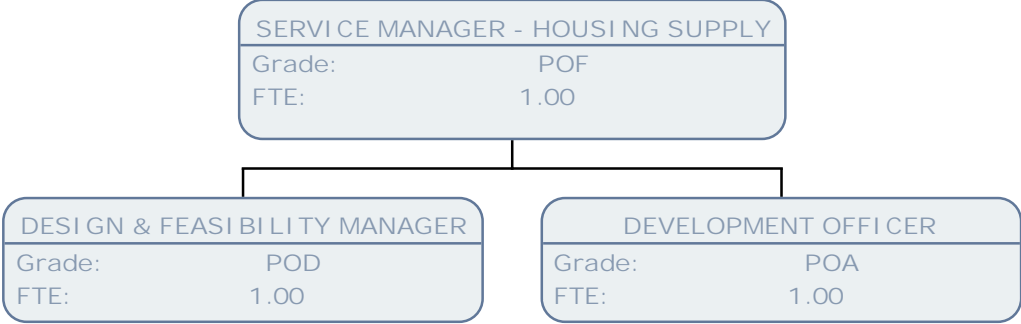 SERVICE MANAGER - HOUSING SUPPLY
Grade: POF
FTE: 1.00
DESIGN & FEASIBILITY MANAGER
Grade: POD
FTE: 1.00
DEVELOPMENT OFFICER
Grade: POA
FTE: 1.00